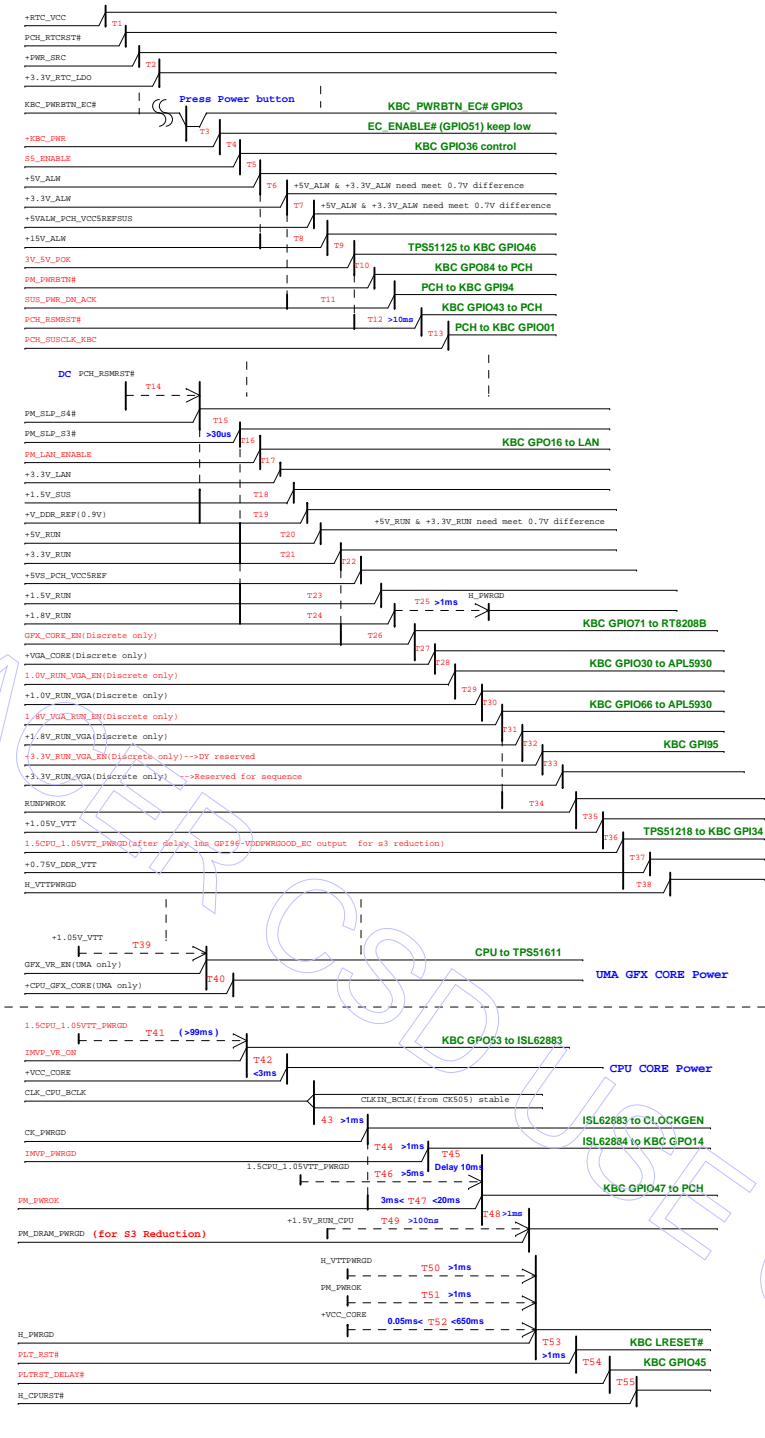 +RTC_VCC
T1
PCH_RTCRST#
+PWR_SRC
T2
+3.3V_RTC_LDO
Press Power button
KBC_PWRBTN_EC#
KBC_PWRBTN_EC# GPIO3
T3
EC_ENABLE# (GPIO51) keep low
+KBC_PWR
T4
KBC GPIO36 control
S5_ENABLE
T5
+5V_ALW
T6
+5V_ALW & +3.3V_ALW need meet 0.7V difference
+3.3V_ALW
T7
+5V_ALW & +3.3V_ALW need meet 0.7V difference
+5VALW_PCH_VCC5REFSUS
T8
+15V_ALW
T9
TPS51125 to KBC GPIO46
3V_5V_POK
T10
KBC GPO84 to PCH
PM_PWRBTN#
PCH to KBC GPI94
SUS_PWR_DN_ACK
T11
KBC GPIO43 to PCH
PCH_RSMRST#
T12 >10ms
PCH to KBC GPIO01
T13
PCH_SUSCLK_KBC
DC PCH_RSMRST#
T14
PM_SLP_S4#
T15
PM_SLP_S3#
>30us
T16
KBC GPO16 to LAN
PM_LAN_ENABLE
T17
+3.3V_LAN
+1.5V_SUS
T18
+V_DDR_REF(0.9V)
T19
+5V_RUN & +3.3V_RUN need meet 0.7V difference
+5V_RUN
T20
+3.3V_RUN
T21
T22
+5VS_PCH_VCC5REF
+1.5V_RUN
T23
T25 >1ms
H_PWRGD
+1.8V_RUN
T24
KBC GPIO71 to RT8208B
GFX_CORE_EN(Discrete only)
T26
+VGA_CORE(Discrete only)
T27
KBC GPIO30 to APL5930
1.0V_RUN_VGA_EN(Discrete only)
T28
+1.0V_RUN_VGA(Discrete only)
T29
KBC GPIO66 to APL5930
1.8V_VGA_RUN_EN(Discrete only)
T30
+1.8V_RUN_VGA(Discrete only)
T31
KBC GPI95
+3.3V_RUN_VGA_EN(Discrete only)-->DY reserved
T32
+3.3V_RUN_VGA(Discrete only) -->Reserved for sequence
T33
RUNPWROK
T34
+1.05V_VTT
T35
TPS51218 to KBC GPI34
1.5CPU_1.05VTT_PWRGD(after delay 1ms GPI96-VDDPWRGOOD_EC output for s3 reduction)
T36
+0.75V_DDR_VTT
T37
H_VTTPWRGD
T38
+1.05V_VTT
T39
CPU to TPS51611
GFX_VR_EN(UMA only)
T40
UMA GFX CORE Power
+CPU_GFX_CORE(UMA only)
1.5CPU_1.05VTT_PWRGD
T41 (>99ms)
KBC GPO53 to ISL62883
IMVP_VR_ON
T42
+VCC_CORE
<3ms
CPU CORE Power
CLK_CPU_BCLK
CLKIN_BCLK(from CK505) stable
43 >1ms
ISL62883 to CLOCKGEN
CK_PWRGD
T44 >1ms
ISL62884 to KBC GPO14
IMVP_PWRGD
T45
1.5CPU_1.05VTT_PWRGD
Delay 10ms
T46 >5ms
KBC GPIO47 to PCH
PM_PWROK
3ms< T47 <20ms
T48 >1ms
+1.5V_RUN_CPU
T49 >100ns
PM_DRAM_PWRGD (for S3 Reduction)
H_VTTPWRGD
T50 >1ms
PM_PWROK
T51 >1ms
+VCC_CORE
0.05ms< T52 <650ms
H_PWRGD
T53
KBC LRESET#
PLT_RST#
>1ms
T54
KBC GPIO45
PLTRST_DELAY#
T55
H_CPURST#
CER CSD USE